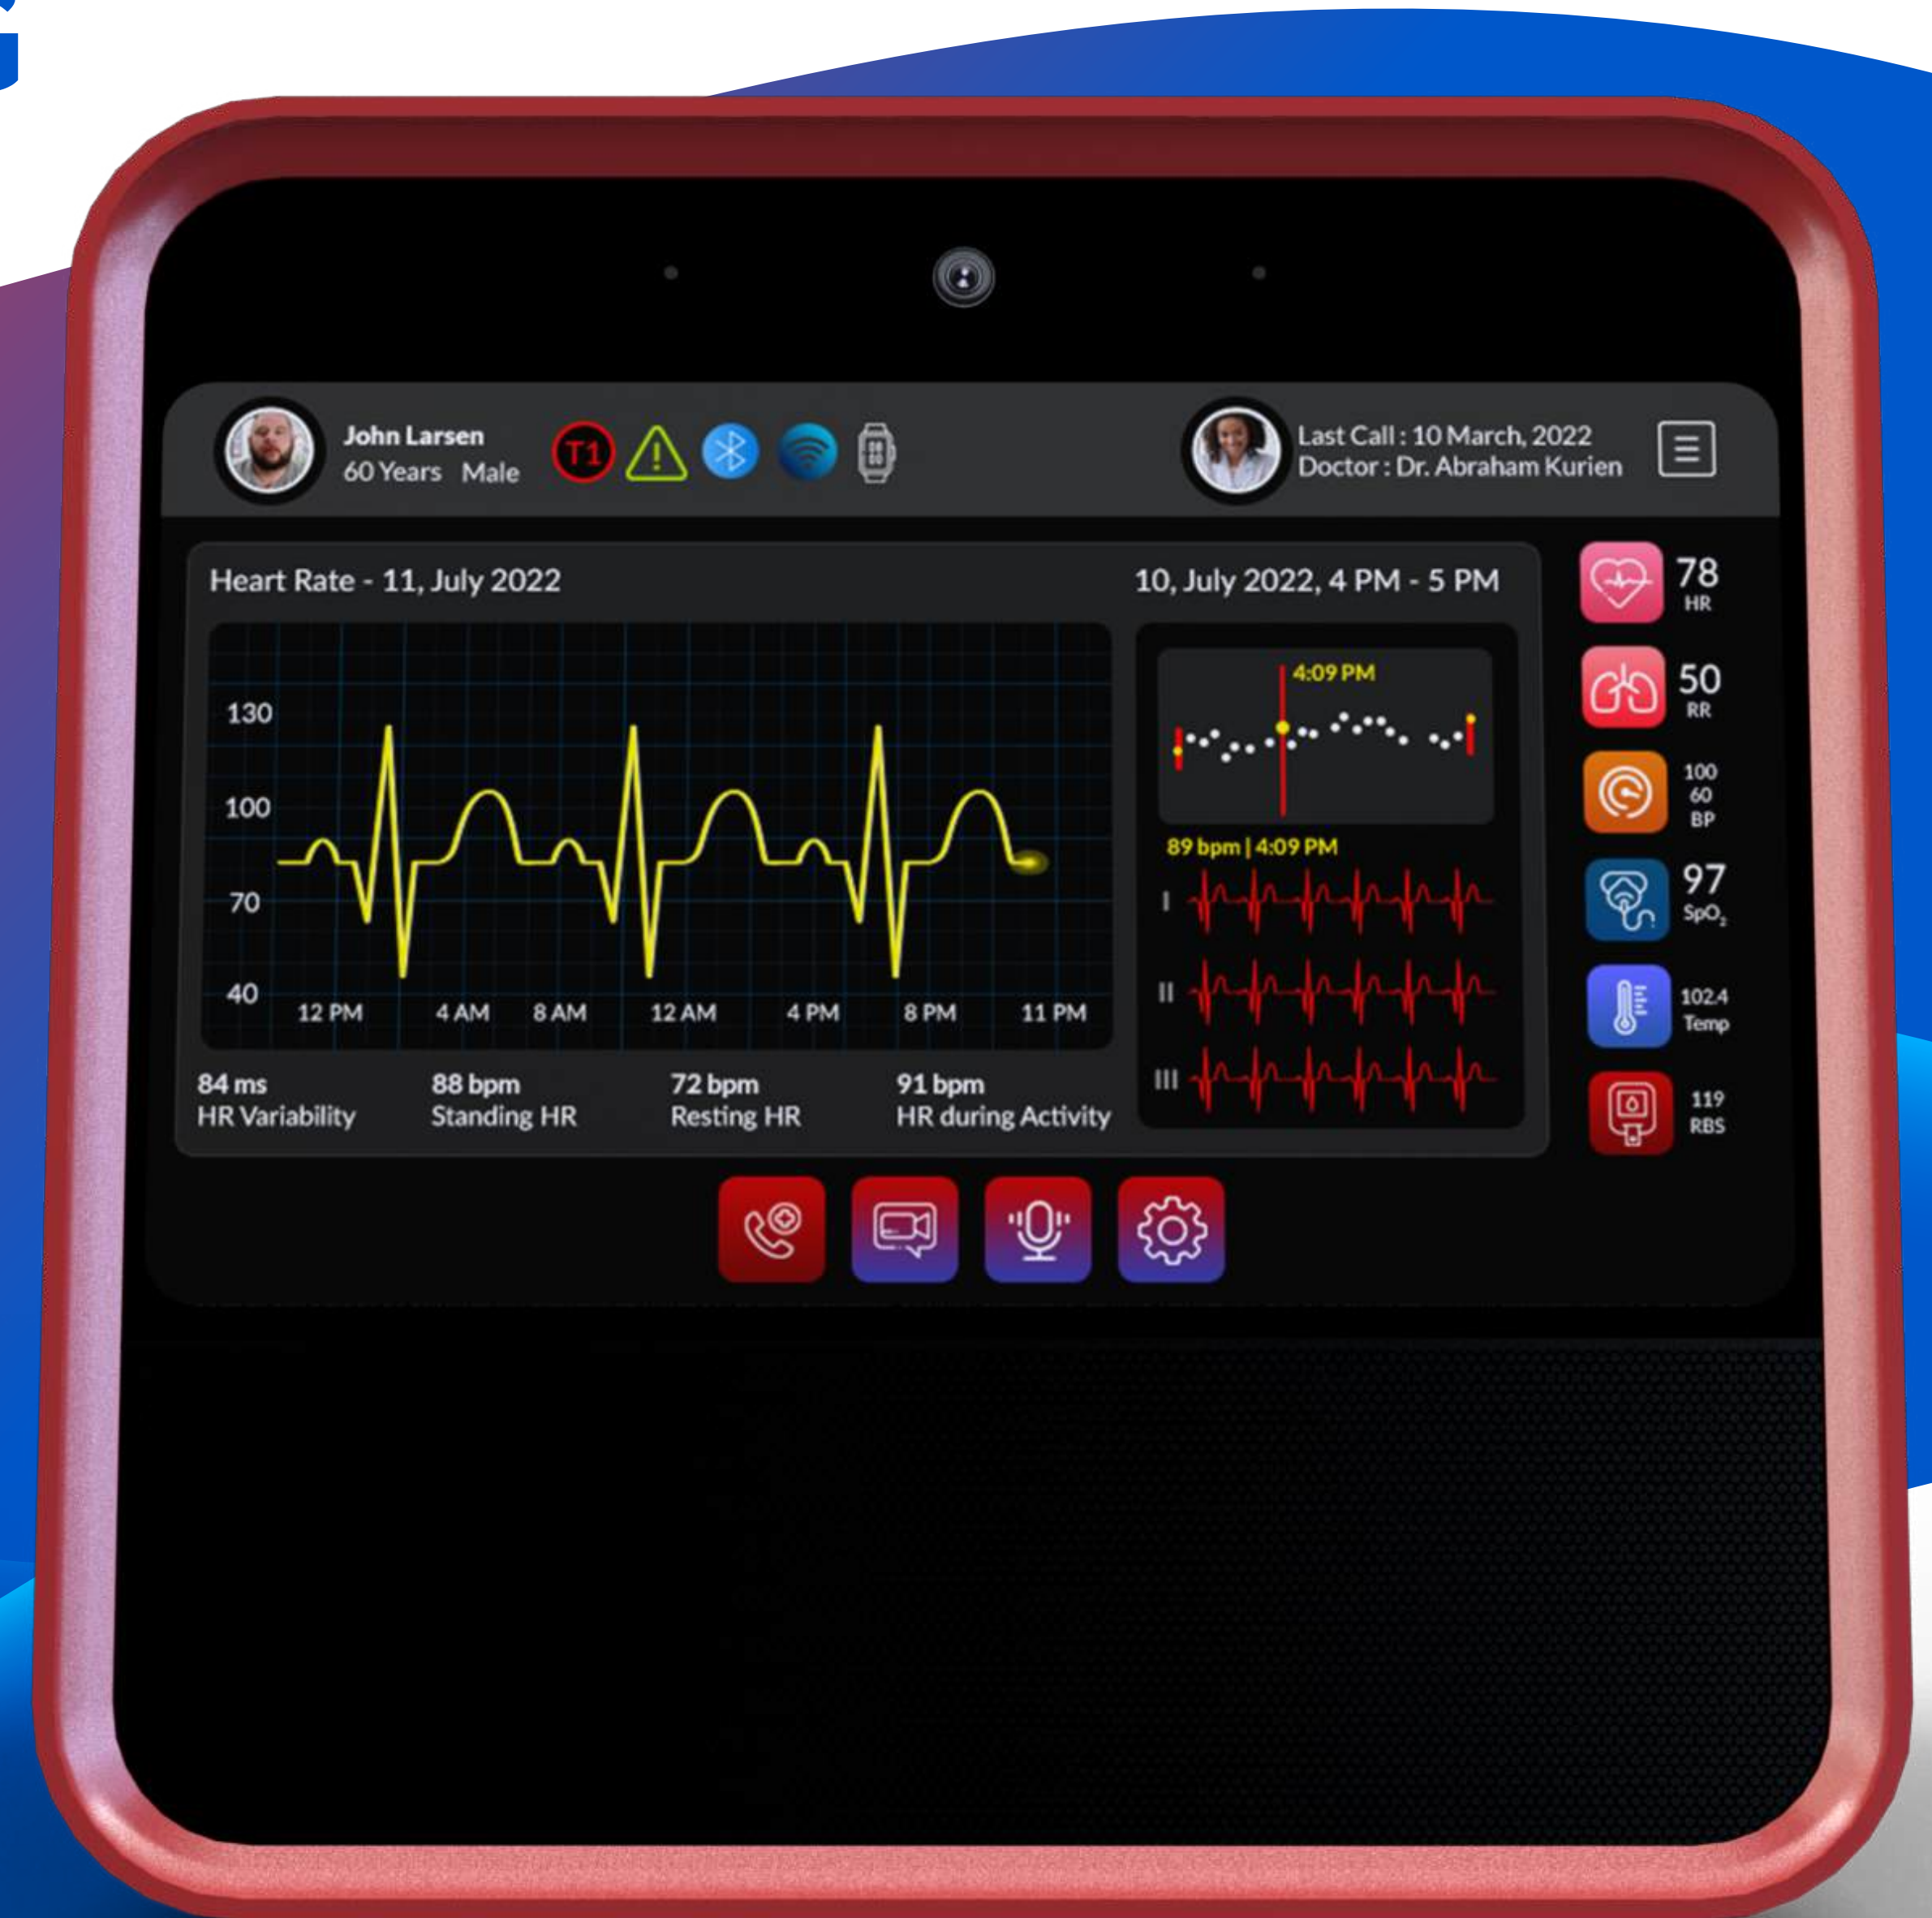 John Larsen
60 Years Male
T1
Last Call : 10 March, 2022
Doctor : Dr. Abraham Kurien
Heart Rate - 11, July 2022
130
100
70
40
12 PM 4 AM 8 AM 12 AM 4 PM 8 PM 11 PM
84 ms
HR Variability
88 bpm
Standing HR
72 bpm
Resting HR
91 bpm
HR during Activity
10, July 2022, 4 PM - 5 PM
4:09 PM
89 bpm | 4:09 PM
I
II
III
78
HR
50
RR
100
60
BP
97
SpO₂
102.4
Temp
119
RBS